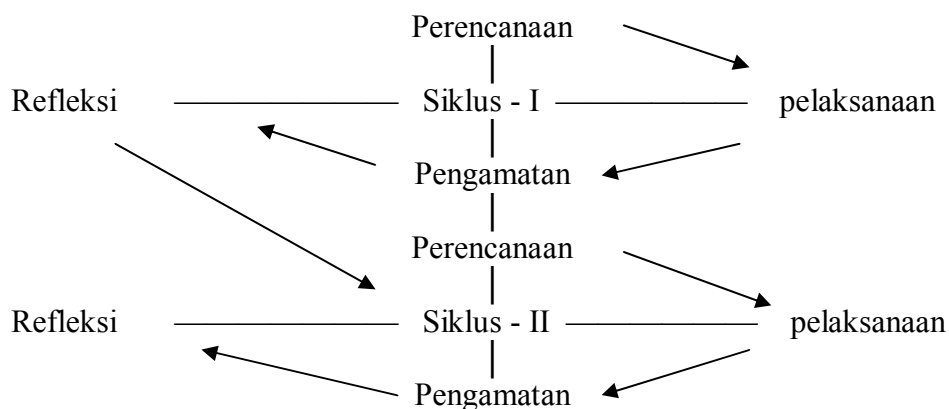 Perencanaan
Refleksi Siklus - I pelaksanaan
Pengamatan
Perencanaan
Refleksi Siklus - II pelaksanaan
Pengamatan